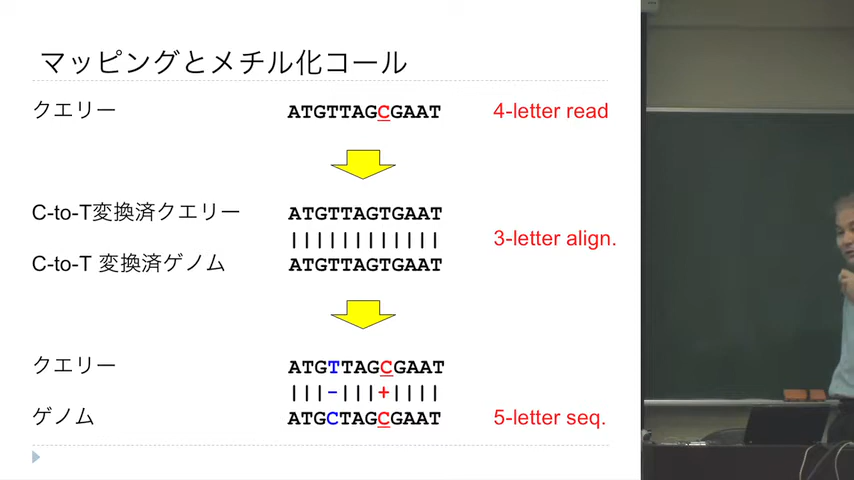 マッピングとメチル化コール
クエリー ATGTTAGCGAAT 4-letter read
C-to-T変換済クエリー ATGTTAGTGAAT
|||||||||||| 3-letter align.
C-to-T 変換済ゲノム ATGTTAGTGAAT
クエリー ATGTTAGCGAAT
|||-|||+||||
ゲノム ATGCTAGCGAAT 5-letter seq.